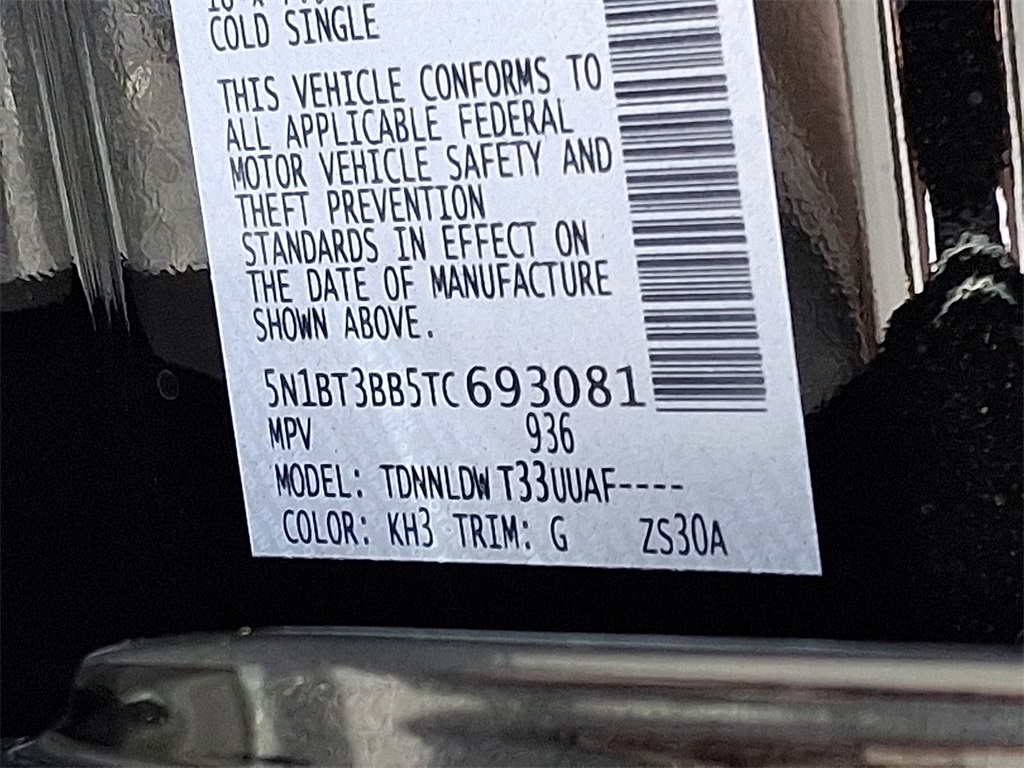 COLD SINGLE
THIS VEHICLE CONFORMS TO
ALL APPLICABLE FEDERAL
MOTOR VEHICLE SAFETY AND
THEFT PREVENTION
STANDARDS IN EFFECT ON
THE DATE OF MANUFACTURE
SHOWN ABOVE.
5N1BT3BB5TC693081
MPV 936
MODEL: TDNNLDW T33UUAF----
COLOR: KH3 TRIM: G ZS30A